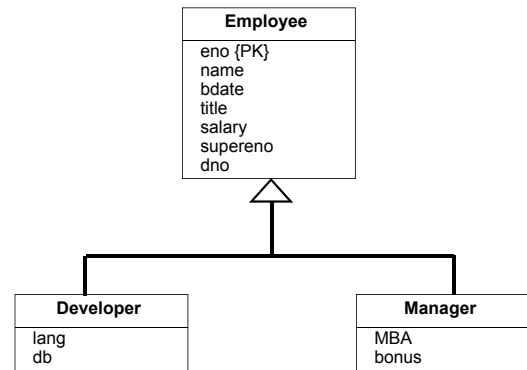 Employee
eno {PK}
name
bdate
title
salary
supereno
dno
Developer
lang
db
Manager
MBA
bonus